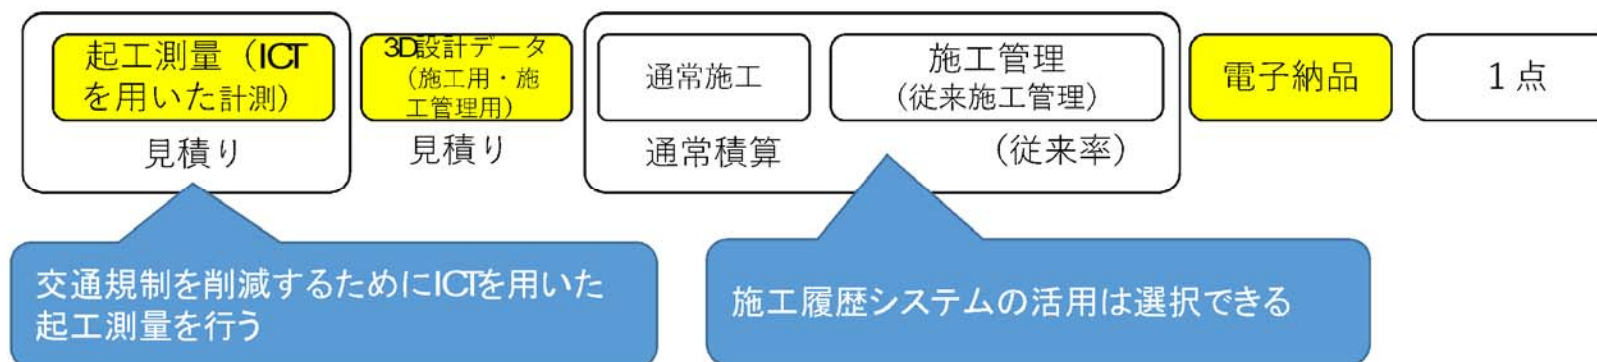 起工測量（ICT
を用いた計測）
見積り
3D設計データ
（施工用・施
工管理用）
見積り
通常施工
通常積算
施工管理
（従来施工管理）
（従来率）
電子納品
１点
交通規制を削減するためにICTを用いた
起工測量を行う
施工履歴システムの活用は選択できる